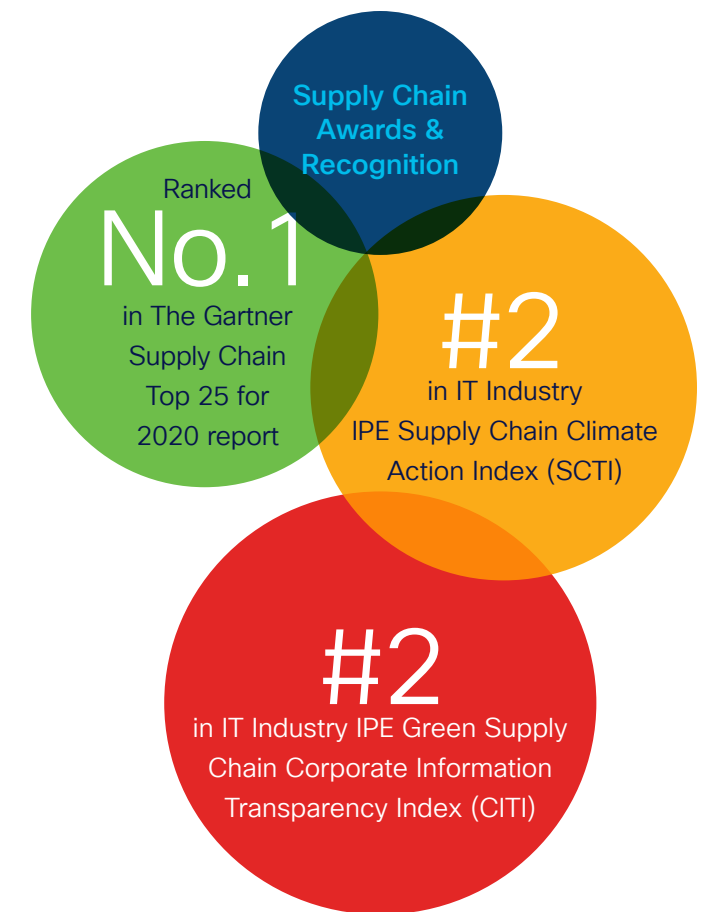 Supply Chain
Awards &
Recognition
Ranked
No.1
in The Gartner
Supply Chain
Top 25 for
2020 report
#2
in IT Industry
IPE Supply Chain Climate
Action Index (SCTI)
#2
in IT Industry IPE Green Supply
Chain Corporate Information
Transparency Index (CITI)